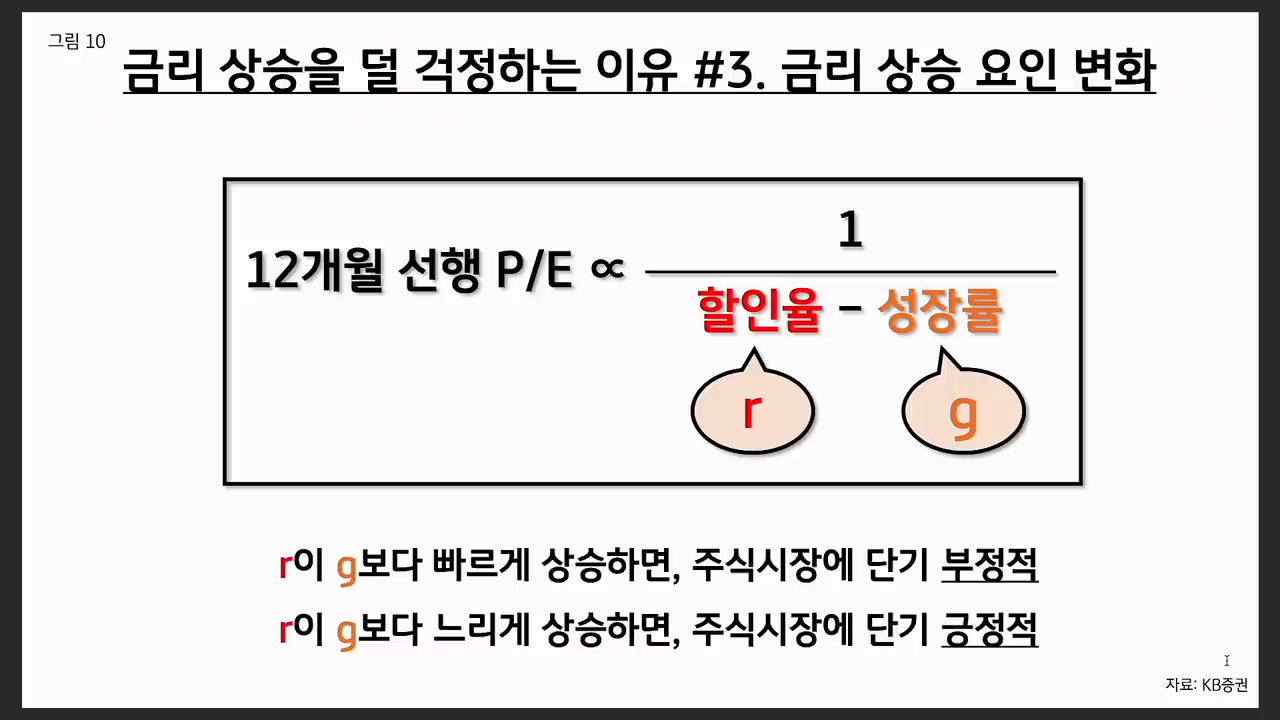 그림 10
금리 상승을 덜 걱정하는 이유 #3. 금리 상승 요인 변화
1
12개월 선행 P/E ∝
할인율 – 성장률
r
g
r이 g보다 빠르게 상승하면, 주식시장에 단기 부정적
r이 g보다 느리게 상승하면, 주식시장에 단기 긍정적
자료: KB증권